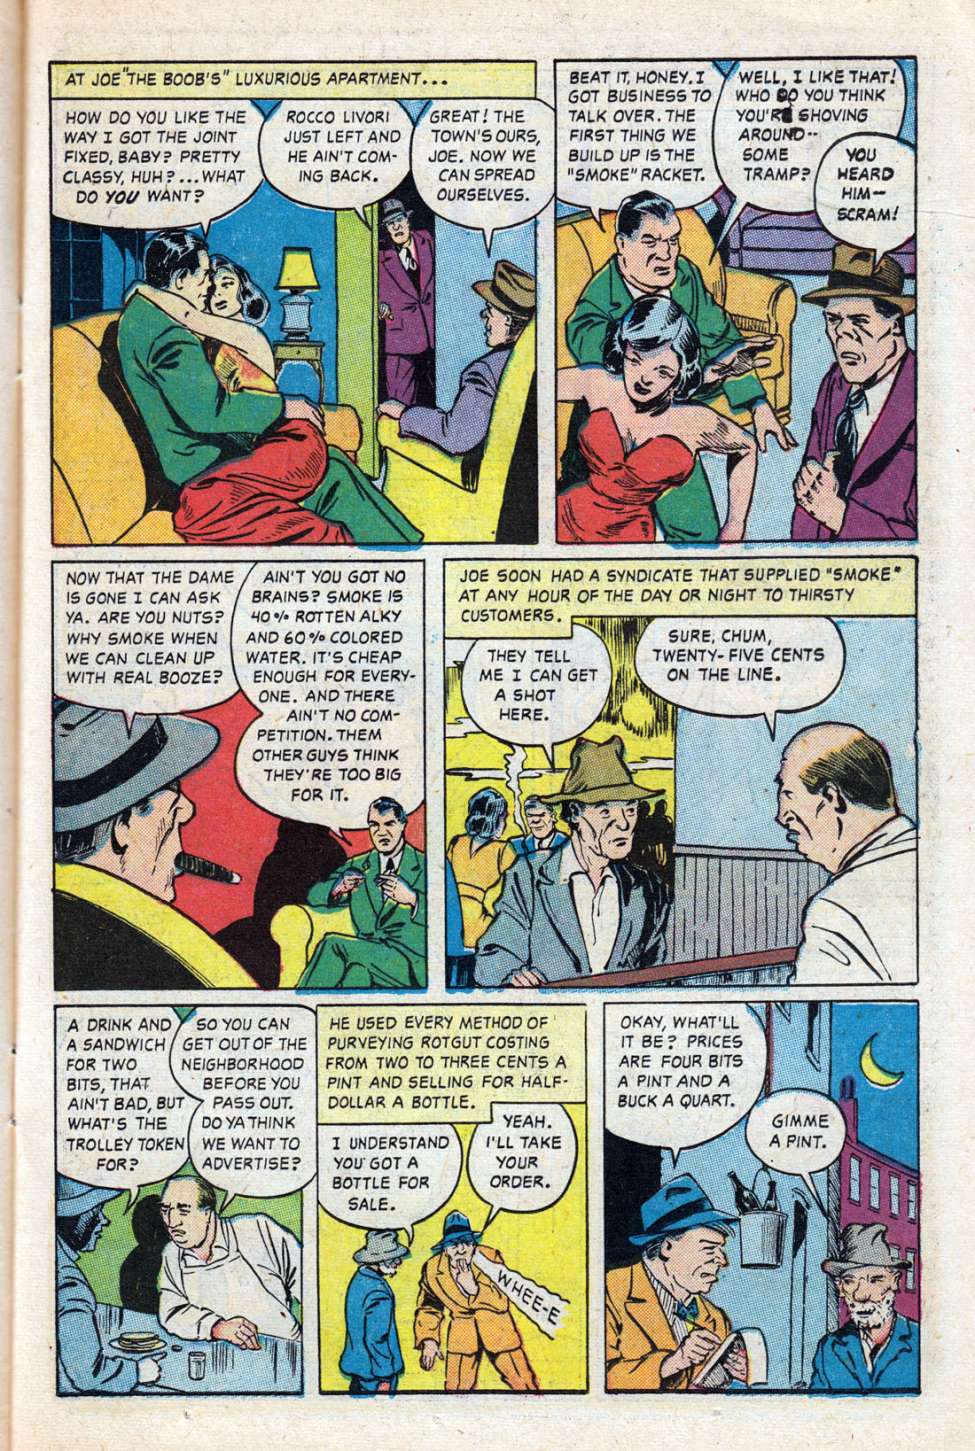 AT JOE "THE BOOB'S" LUXURIOUS APARTMENT...
HOW DO YOU LIKE THE
WAY I GOT THE JOINT
FIXED, BABY? PRETTY
CLASSY, HUH?...WHAT
DO YOU WANT?
ROCCO LIVORI
JUST LEFT AND
HE AIN'T COM-
ING BACK.
GREAT! THE
TOWN'S OURS,
JOE. NOW WE
CAN SPREAD
OURSELVES.
BEAT IT, HONEY. I
GOT BUSINESS TO
TALK OVER. THE
FIRST THING WE
BUILD UP IS THE
"SMOKE" RACKET.
WELL, I LIKE THAT!
WHO DO YOU THINK
YOU'RE SHOVING
AROUND--
SOME
TRAMP?
YOU
HEARD
HIM—
SCRAM!
NOW THAT THE DAME
IS GONE I CAN ASK
YA. ARE YOU NUTS?
WHY SMOKE WHEN
WE CAN CLEAN UP
WITH REAL BOOZE?
AIN'T YOU GOT NO
BRAINS? SMOKE IS
40% ROTTEN ALKY
AND 60% COLORED
WATER. IT'S CHEAP
ENOUGH FOR EVERY-
ONE. AND THERE
AIN'T NO COM-
PETITION. THEM
OTHER GUYS THINK
THEY'RE TOO BIG
FOR IT.
JOE SOON HAD A SYNDICATE THAT SUPPLIED "SMOKE"
AT ANY HOUR OF THE DAY OR NIGHT TO THIRSTY
CUSTOMERS.
THEY TELL
ME I CAN GET
A SHOT
HERE.
SURE, CHUM,
TWENTY-FIVE CENTS
ON THE LINE.
A DRINK AND
A SANDWICH
FOR TWO
BITS, THAT
AIN'T BAD, BUT
WHAT'S THE
TROLLEY TOKEN
FOR?
SO YOU CAN
GET OUT OF THE
NEIGHBORHOOD
BEFORE YOU
PASS OUT.
DO YA THINK
WE WANT TO
ADVERTISE?
HE USED EVERY METHOD OF
PURVEYING ROTGUT COSTING
FROM TWO TO THREE CENTS A
PINT AND SELLING FOR HALF-
DOLLAR A BOTTLE.
I UNDERSTAND
YOU GOT A
BOTTLE FOR
SALE.
YEAH.
I'LL TAKE
YOUR
ORDER.
WHEE-E
OKAY, WHAT'LL
IT BE? PRICES
ARE FOUR BITS
A PINT AND A
BUCK A QUART.
GIMME
A PINT.